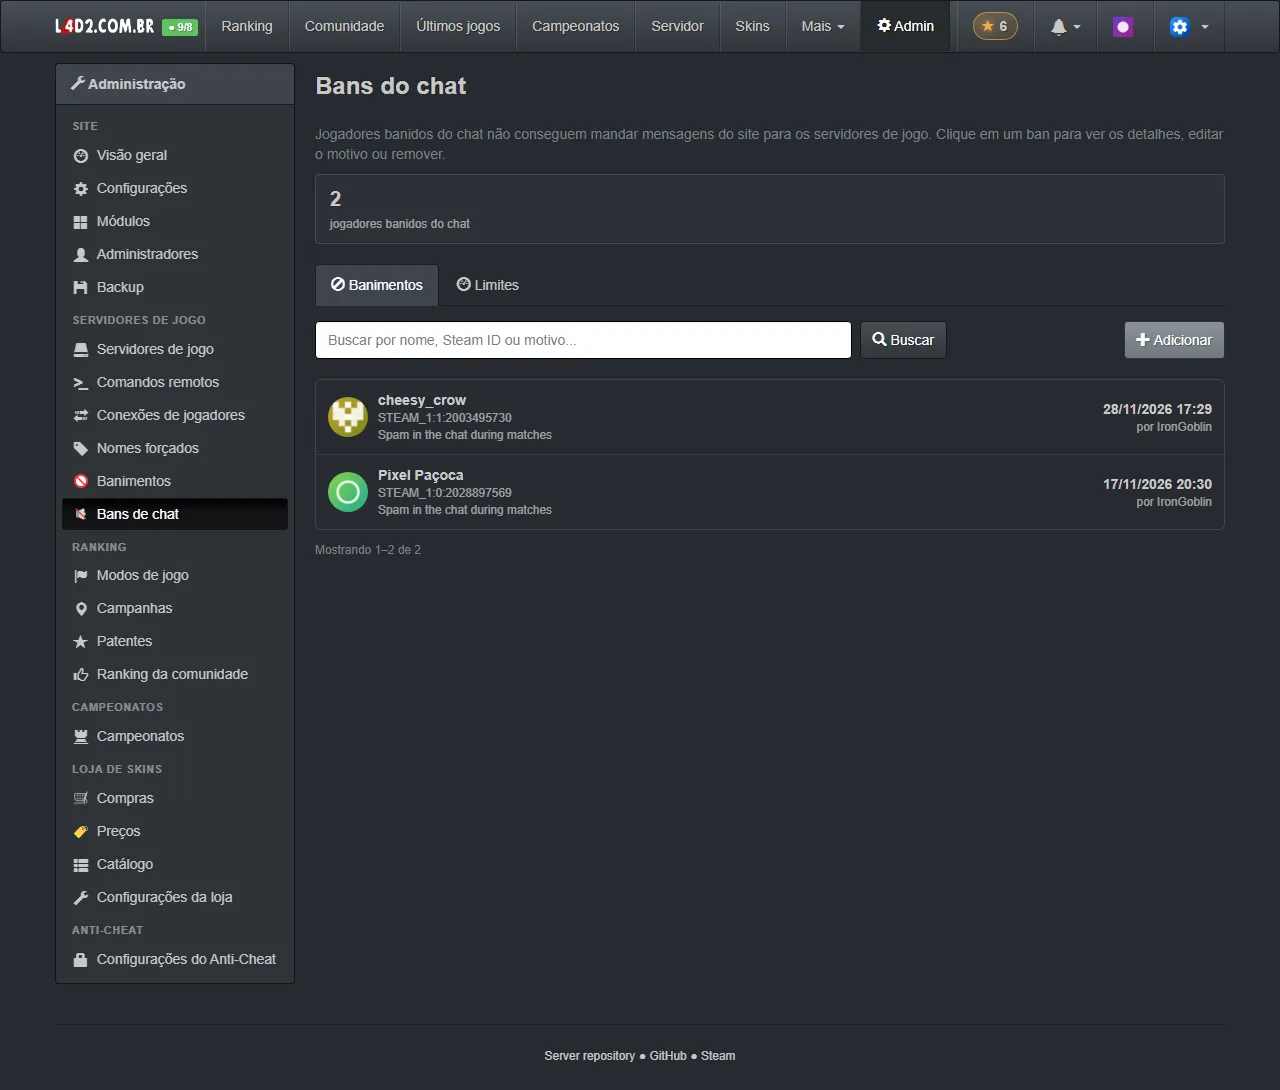 L4D2.COM.BR
● 9/8
Ranking
Comunidade
Últimos jogos
Campeonatos
Servidor
Skins
Mais
Admin
6
Administração
SITE
Visão geral
Configurações
Módulos
Administradores
Backup
SERVIDORES DE JOGO
Servidores de jogo
Comandos remotos
Conexões de jogadores
Nomes forçados
Banimentos
Bans de chat
RANKING
Modos de jogo
Campanhas
Patentes
Ranking da comunidade
CAMPEONATOS
Campeonatos
LOJA DE SKINS
Compras
Preços
Catálogo
Configurações da loja
ANTI-CHEAT
Configurações do Anti-Cheat
Bans do chat
Jogadores banidos do chat não conseguem mandar mensagens do site para os servidores de jogo. Clique em um ban para ver os detalhes, editar
o motivo ou remover.
2
jogadores banidos do chat
Banimentos
Limites
Buscar por nome, Steam ID ou motivo...
Buscar
Adicionar
cheesy_crow
STEAM_1:1:2003495730
Spam in the chat during matches
28/11/2026 17:29
por IronGoblin
Pixel Paçoca
STEAM_1:0:2028897569
Spam in the chat during matches
17/11/2026 20:30
por IronGoblin
Mostrando 1–2 de 2
Server repository ● GitHub ● Steam